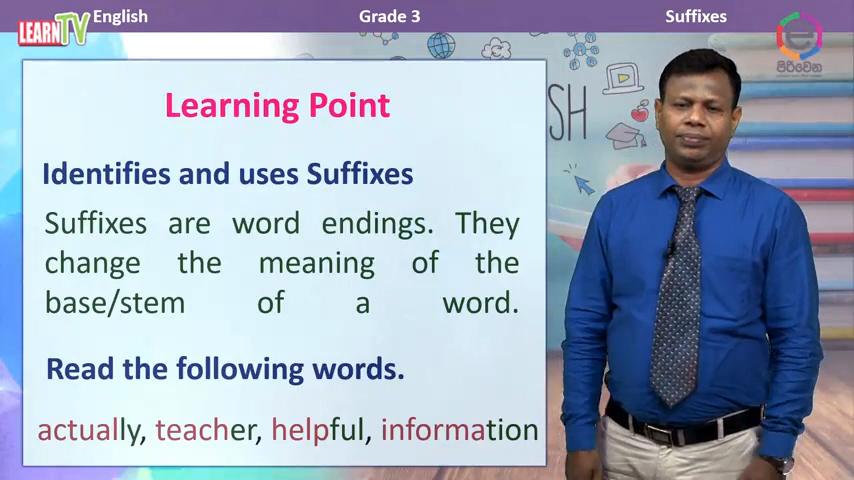 LEARN TV English Grade 3 Suffixes
Learning Point
SH
Identifies and uses Suffixes
පිරිවෙන
Suffixes are word endings. They
change the meaning of the
base/stem of a word.
Read the following words.
actually, teacher, helpful, information